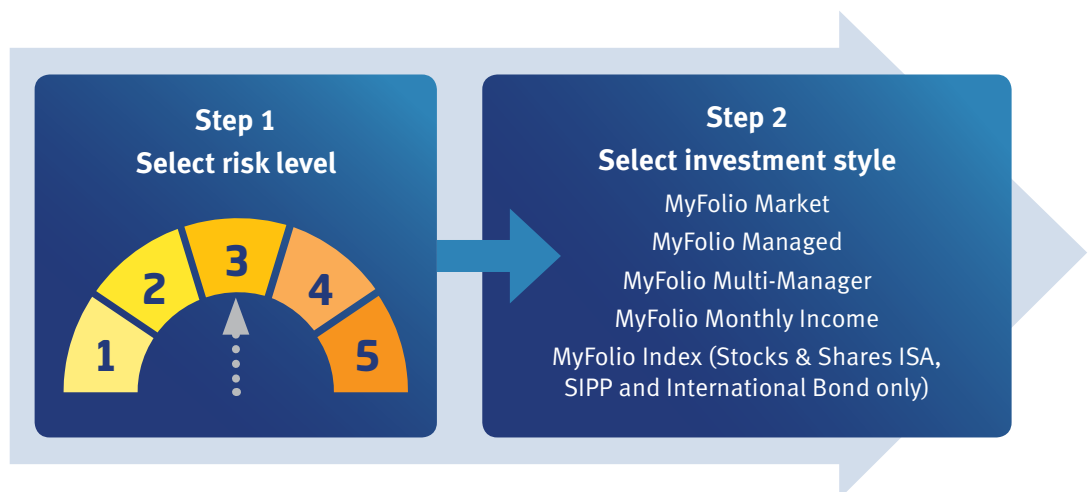 Step 1
Select risk level
1
2
3
4
5
Step 2
Select investment style
MyFolio Market
MyFolio Managed
MyFolio Multi-Manager
MyFolio Monthly Income
MyFolio Index (Stocks & Shares ISA,
SIPP and International Bond only)